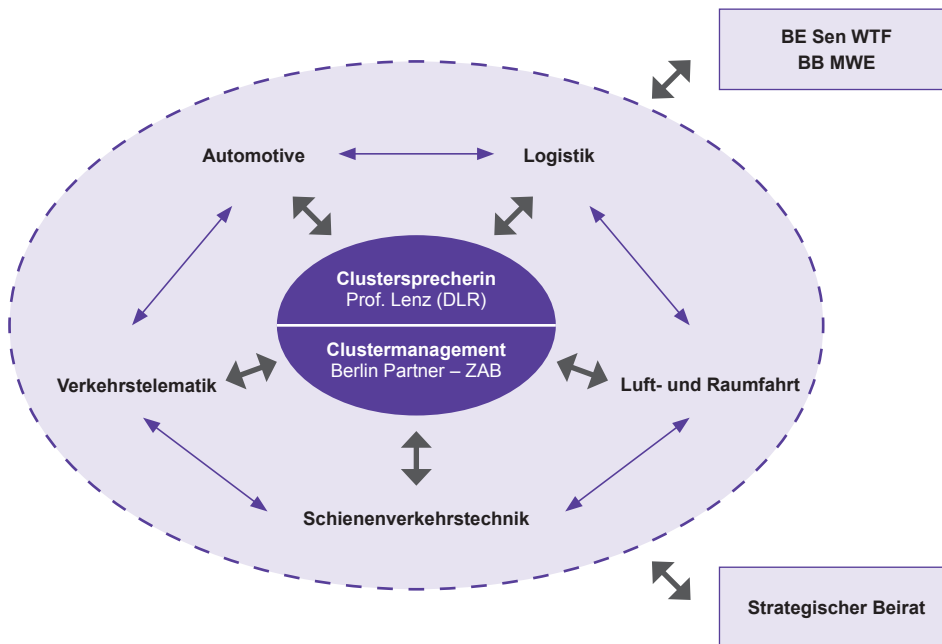 BE Sen WTF
BB MWE
Automotive
Logistik
Clustersprecherin
Prof. Lenz (DLR)
Clustermanagement
Berlin Partner – ZAB
Verkehrstelematik
Luft- und Raumfahrt
Schienenverkehrstechnik
Strategischer Beirat